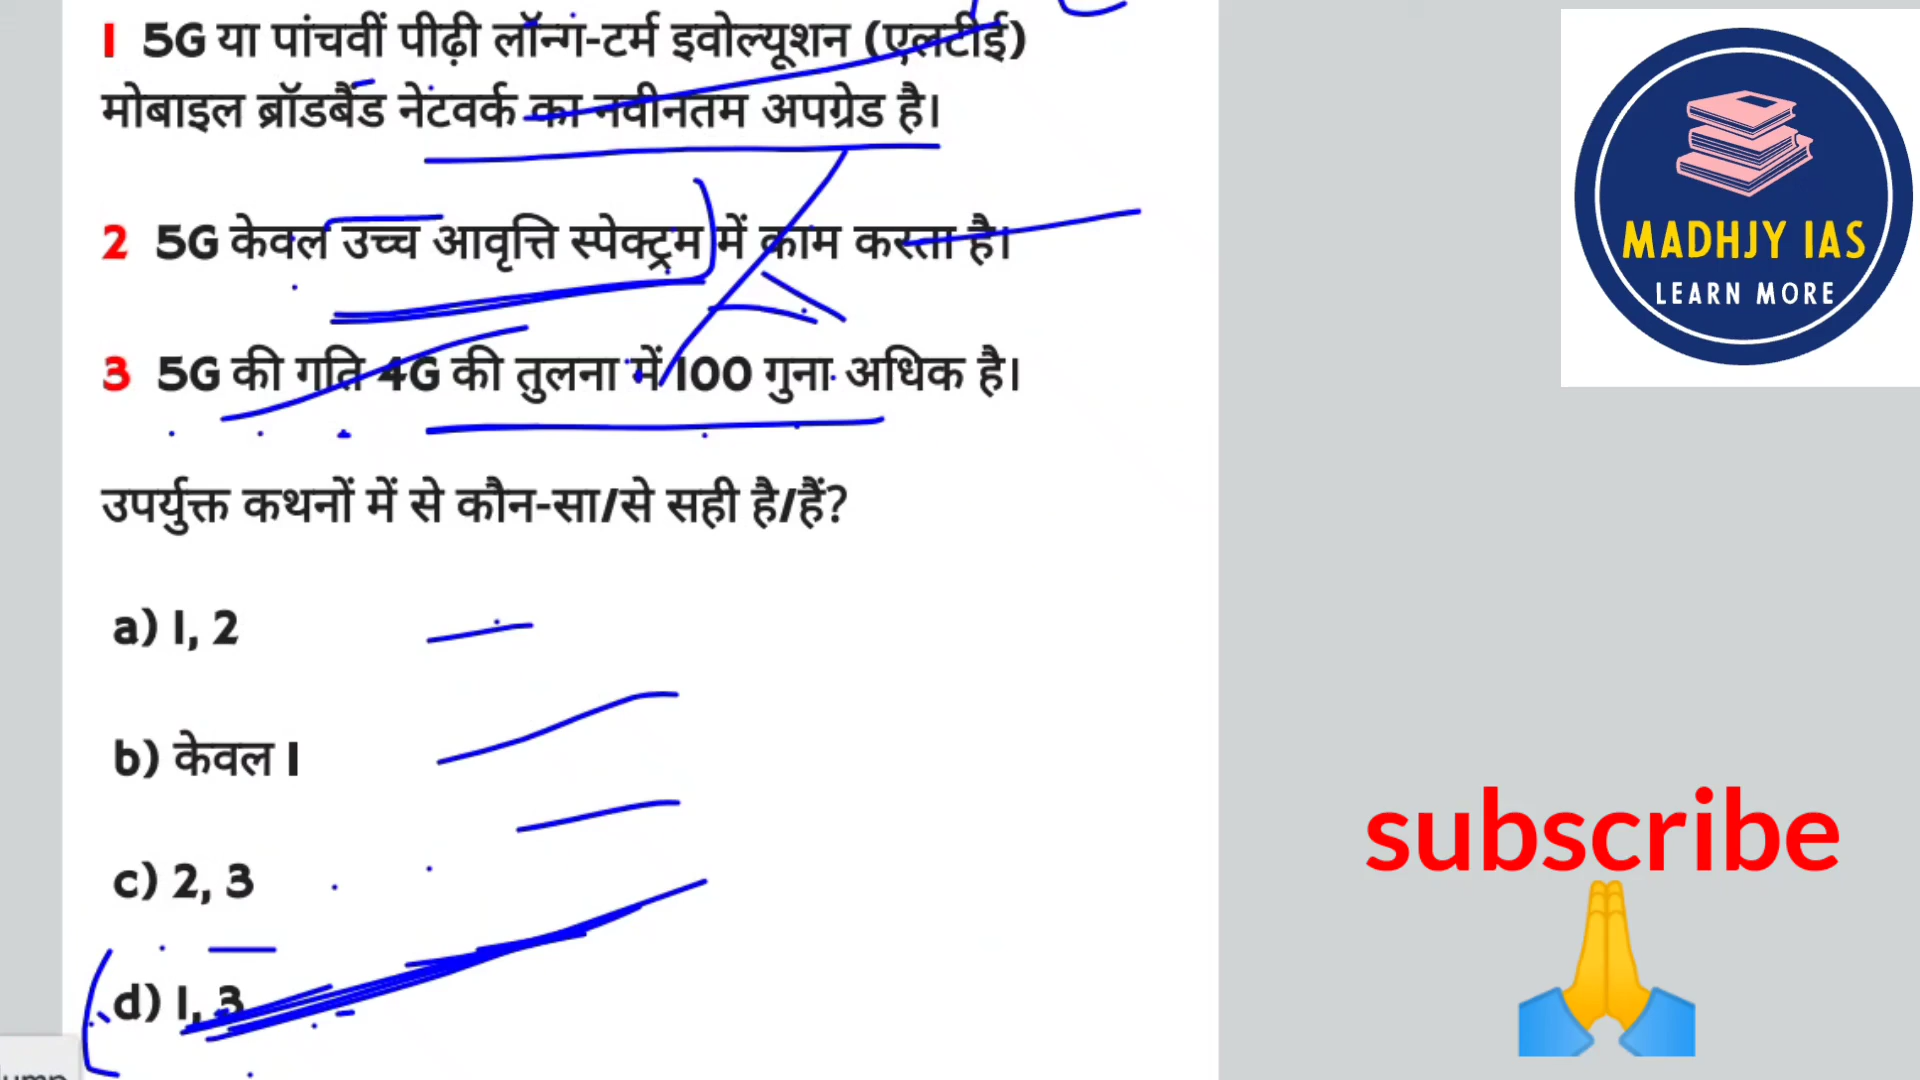 1 5G या पांचवीं पीढ़ी लॉन्ग-टर्म इवोल्यूशन (एलटीई)
मोबाइल ब्रॉडबैंड नेटवर्क का नवीनतम अपग्रेड है।
2 5G केवल उच्च आवृत्ति स्पेक्ट्रम में काम करता है।
3 5G की गति 4G की तुलना में 100 गुना अधिक है।
उपर्युक्त कथनों में से कौन-सा/से सही है/हैं?
a) 1, 2
b) केवल 1
c) 2, 3
d) 1, 3
MADHJY IAS
LEARN MORE
subscribe